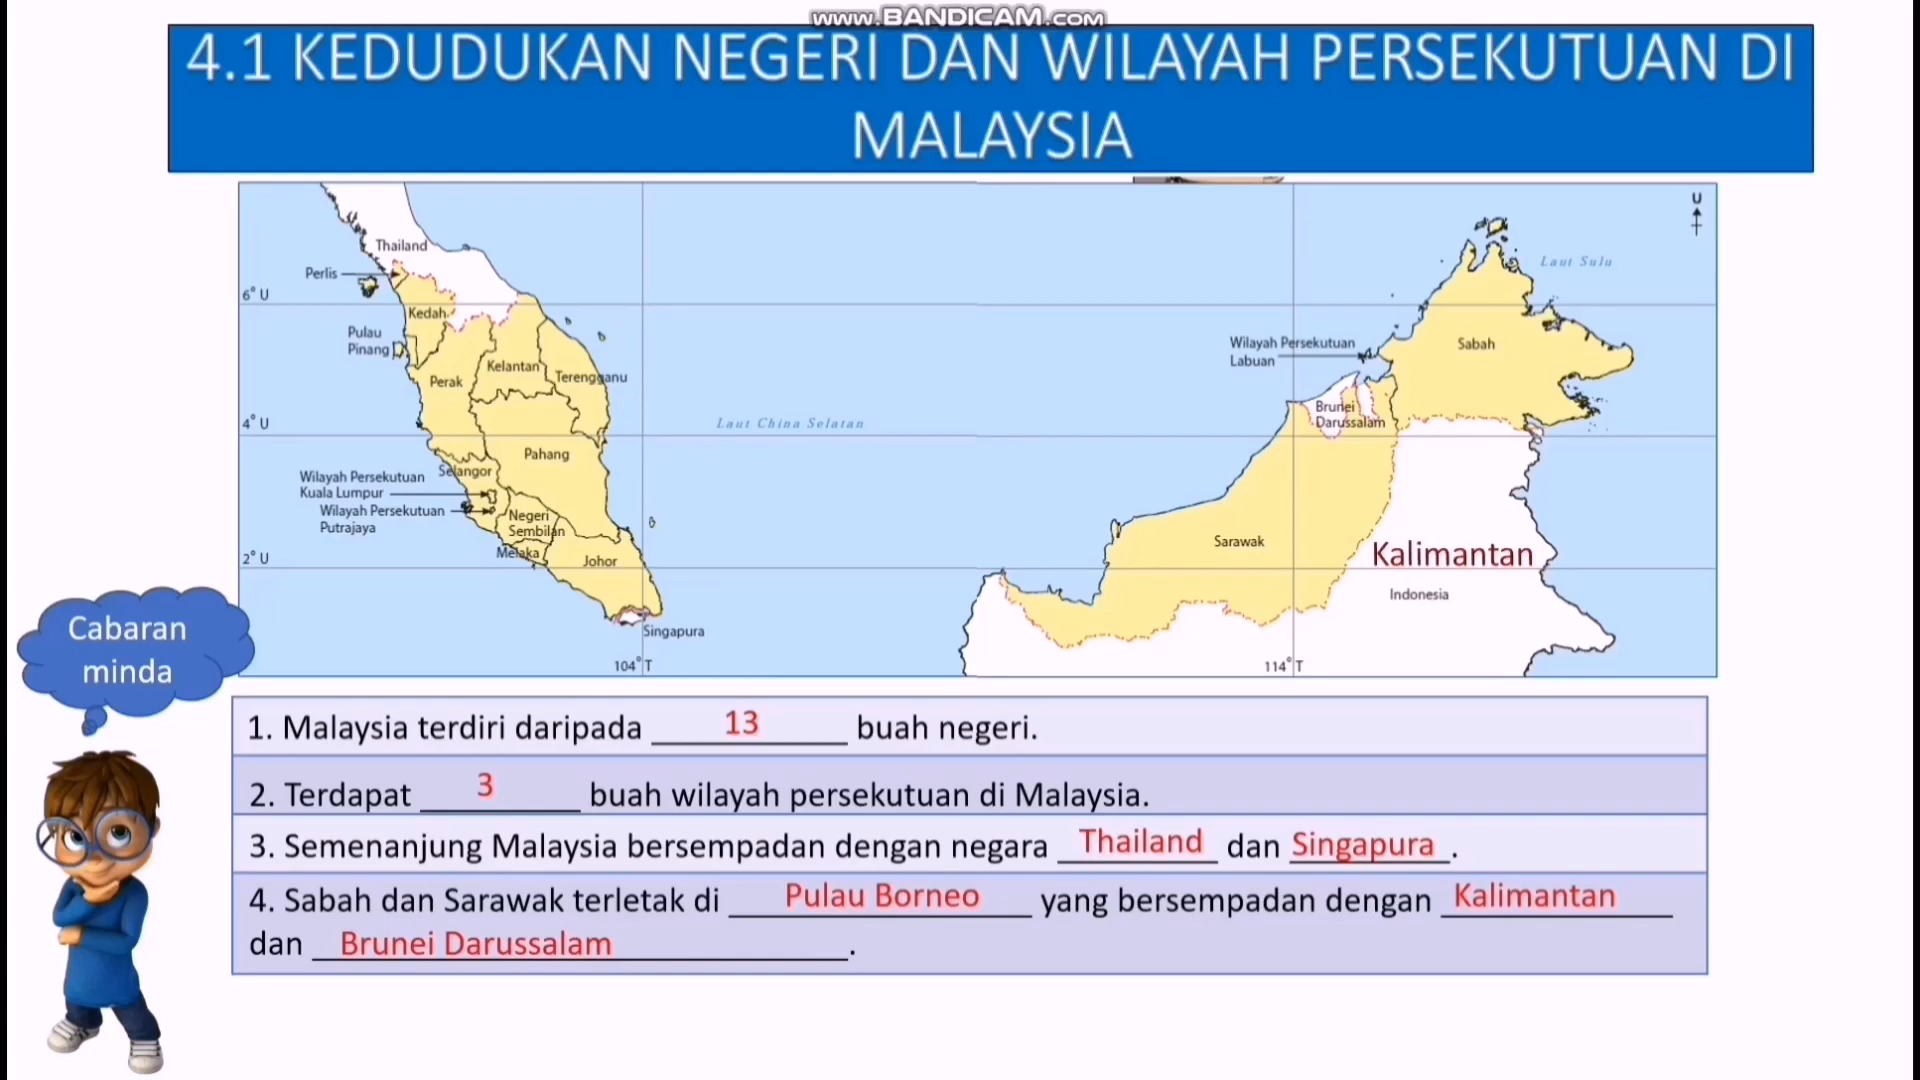 www.BANDICAM.com
4.1 KEDUDUKAN NEGERI DAN WILAYAH PERSEKUTUAN DI
MALAYSIA
U
Thailand
Perlis
Laut Sulu
6° U
Kedah
Pulau
Pinang
Wilayah Persekutuan
Labuan
Sabah
Kelantan
Terengganu
Perak
Brunei
Darussalam
4° U
Laut China Selatan
Pahang
Selangor
Wilayah Persekutuan
Kuala Lumpur
Wilayah Persekutuan
Putrajaya
Negeri
Sembilan
Melaka
Johor
Sarawak
Kalimantan
2° U
Indonesia
Singapura
104° T
114° T
Cabaran
minda
1. Malaysia terdiri daripada 13 buah negeri.
2. Terdapat 3 buah wilayah persekutuan di Malaysia.
3. Semenanjung Malaysia bersempadan dengan negara Thailand dan Singapura.
4. Sabah dan Sarawak terletak di Pulau Borneo yang bersempadan dengan Kalimantan
dan Brunei Darussalam.